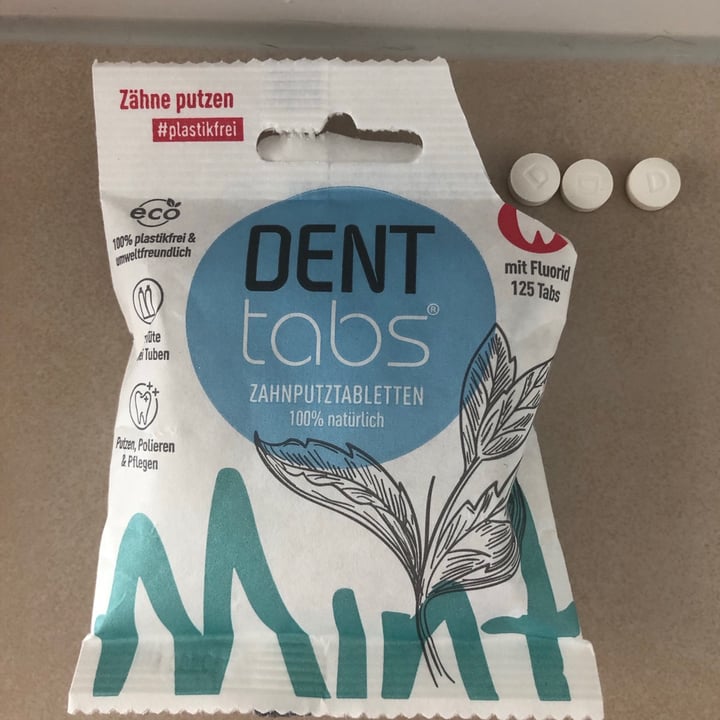 Zähne putzen
#plastikfrei
eco
100% plastikfrei &
umweltfreundlich
DENT
tabs®
ZAHNPUTZTABLETTEN
100% natürlich
mit Fluorid
125 Tabs
Tuben
Putzen, Polieren
& Pflegen
Mint
D
D
D